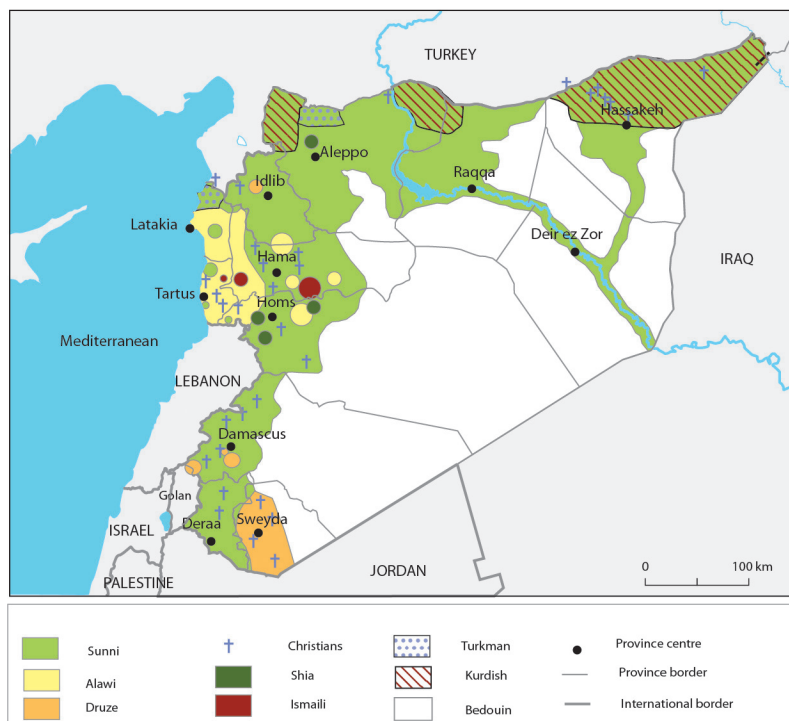 TURKEY
Hassakeh
Aleppo
Idlib
Raqqa
Latakia
Deir ez Zor
Hama
IRAQ
Tartus
Homs
Mediterranean
LEBANON
Damascus
Golan
ISRAEL
Deraa
Sweyda
PALESTINE
JORDAN
0 100 km
Sunni
Christians
Turkman
Province centre
Alawi
Shia
Kurdish
Province border
Druze
Ismaili
Bedouin
International border